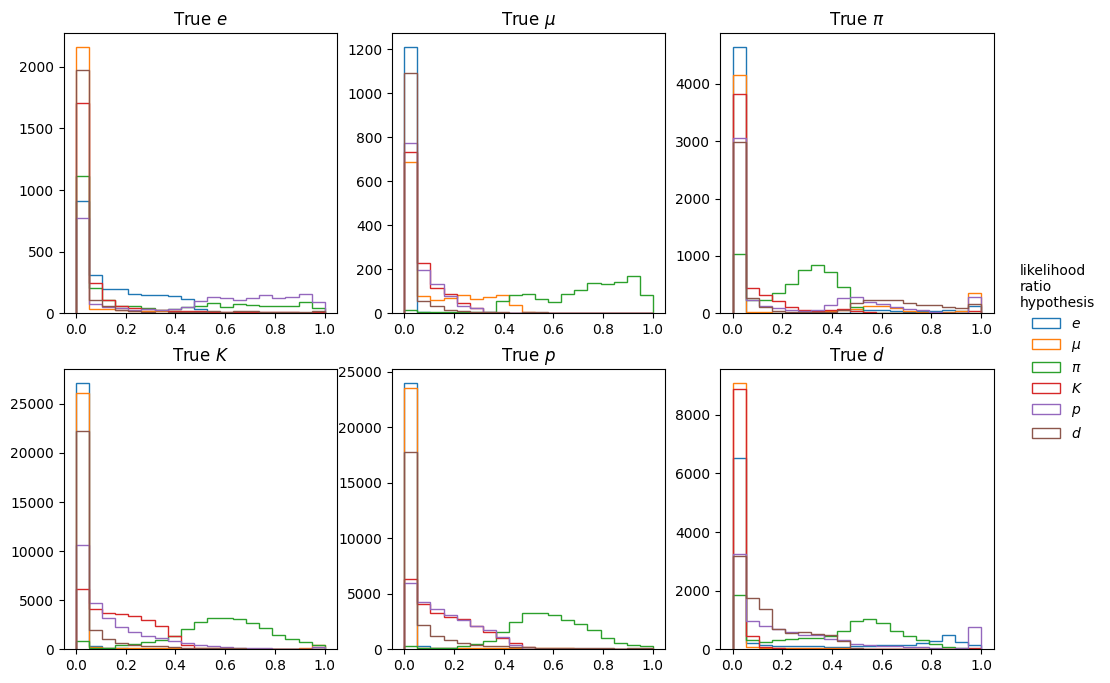 True e
True μ
True π
2000
1500
1000
500
0
0.0 0.2 0.4 0.6 0.8 1.0
1200
1000
800
600
400
200
0
0.0 0.2 0.4 0.6 0.8 1.0
4000
3000
2000
1000
0
0.0 0.2 0.4 0.6 0.8 1.0
True K
True p
True d
25000
20000
15000
10000
5000
0
0.0 0.2 0.4 0.6 0.8 1.0
25000
20000
15000
10000
5000
0
0.0 0.2 0.4 0.6 0.8 1.0
8000
6000
4000
2000
0
0.0 0.2 0.4 0.6 0.8 1.0
likelihood
ratio
hypothesis
e
μ
π
K
p
d